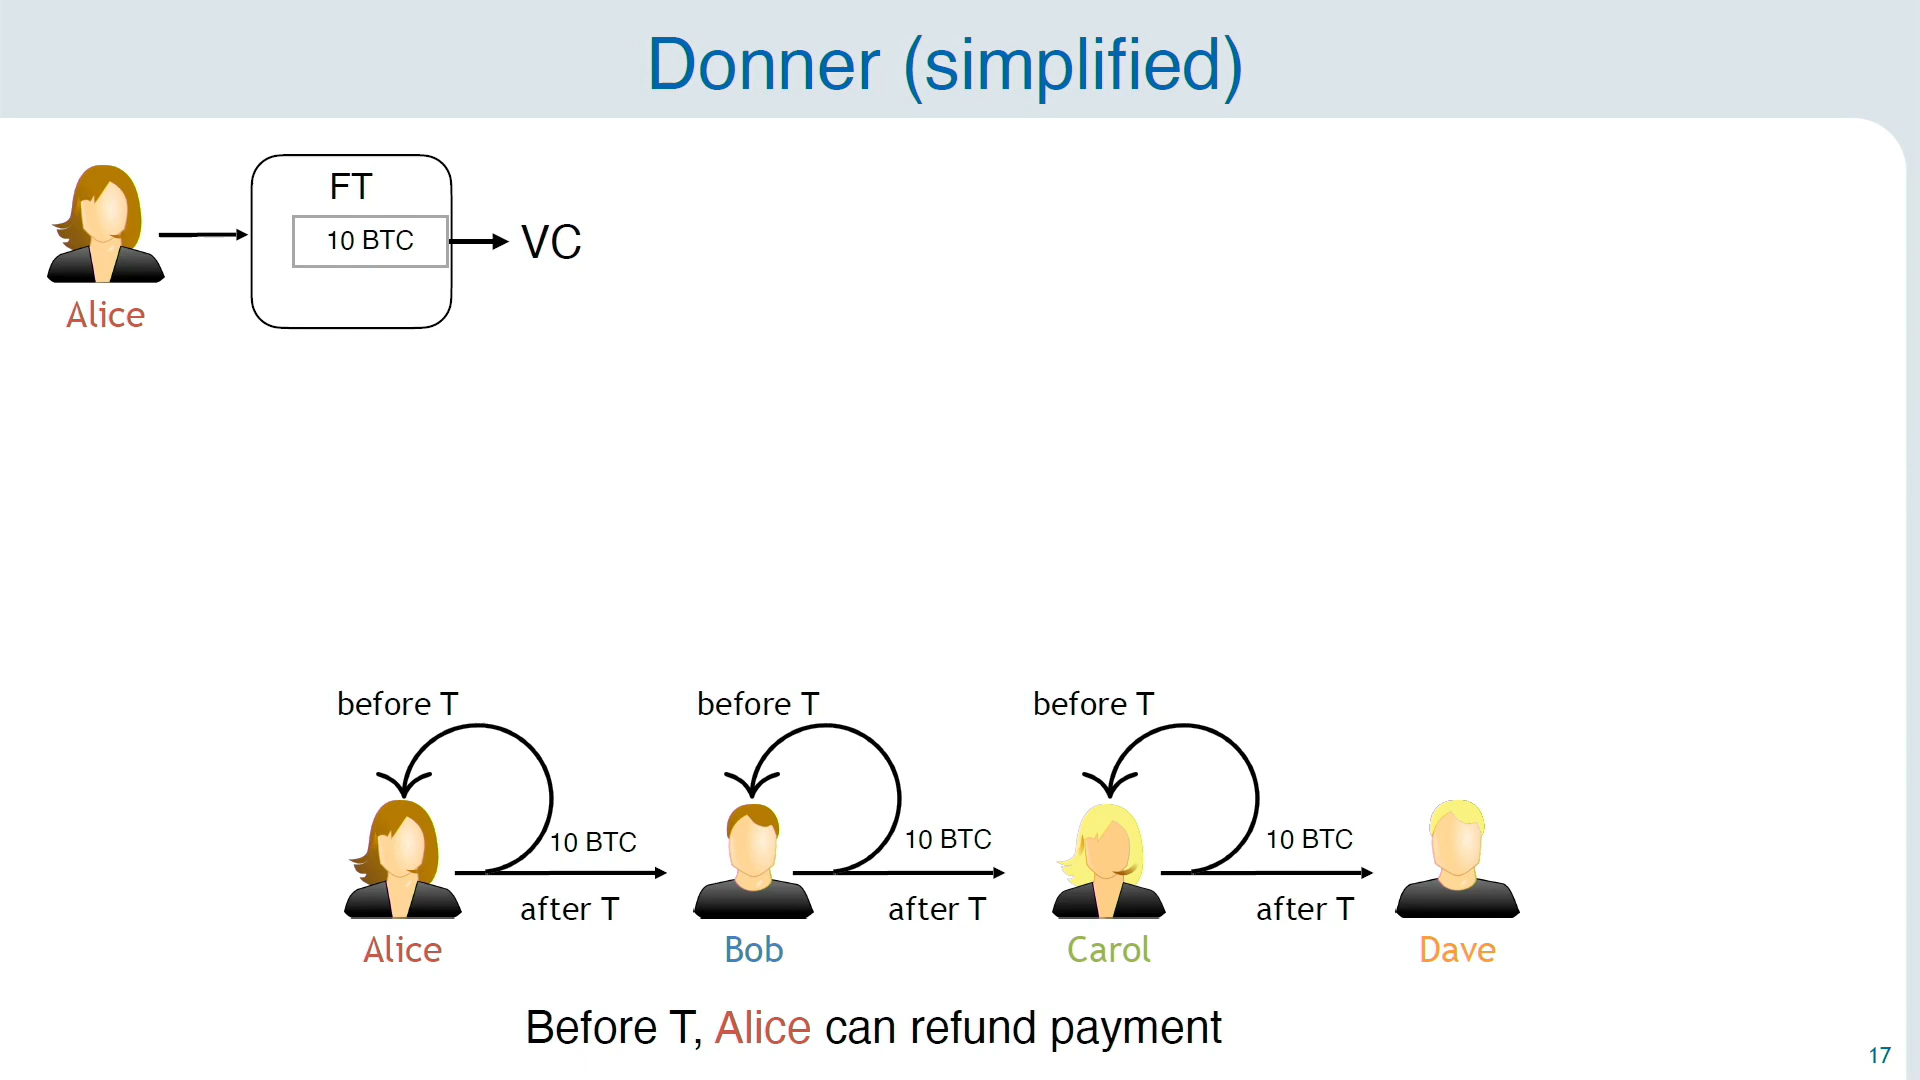 Donner (simplified)
FT
10 BTC
VC
Alice
before T
before T
before T
10 BTC
10 BTC
10 BTC
after T
after T
after T
Alice
Bob
Carol
Dave
Before T, Alice can refund payment
17